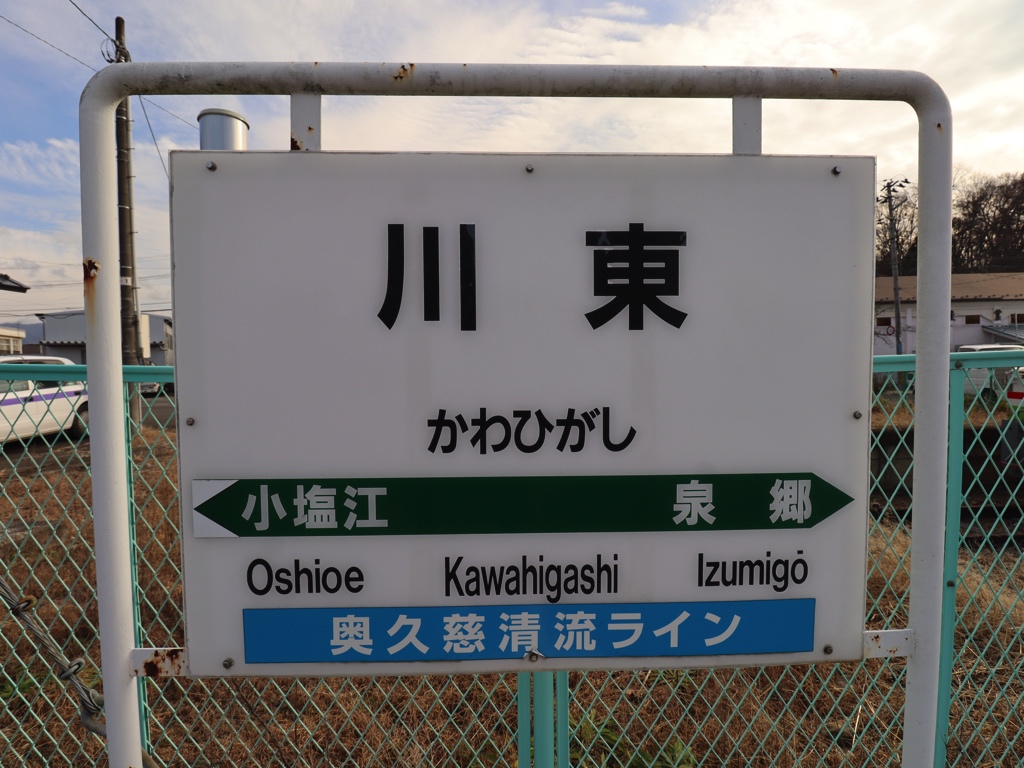 川 東
かわひがし
小塩江 泉 郷
Oshioe Kawahigashi Izumigō
奥久慈清流ライン